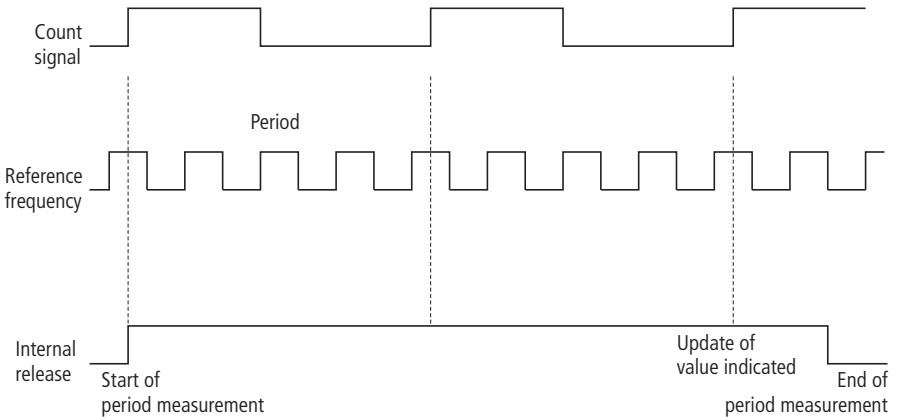 Count
signal
Period
Reference
frequency
Internal
release
Start of
period measurement
Update of
value indicated
End of
period measurement